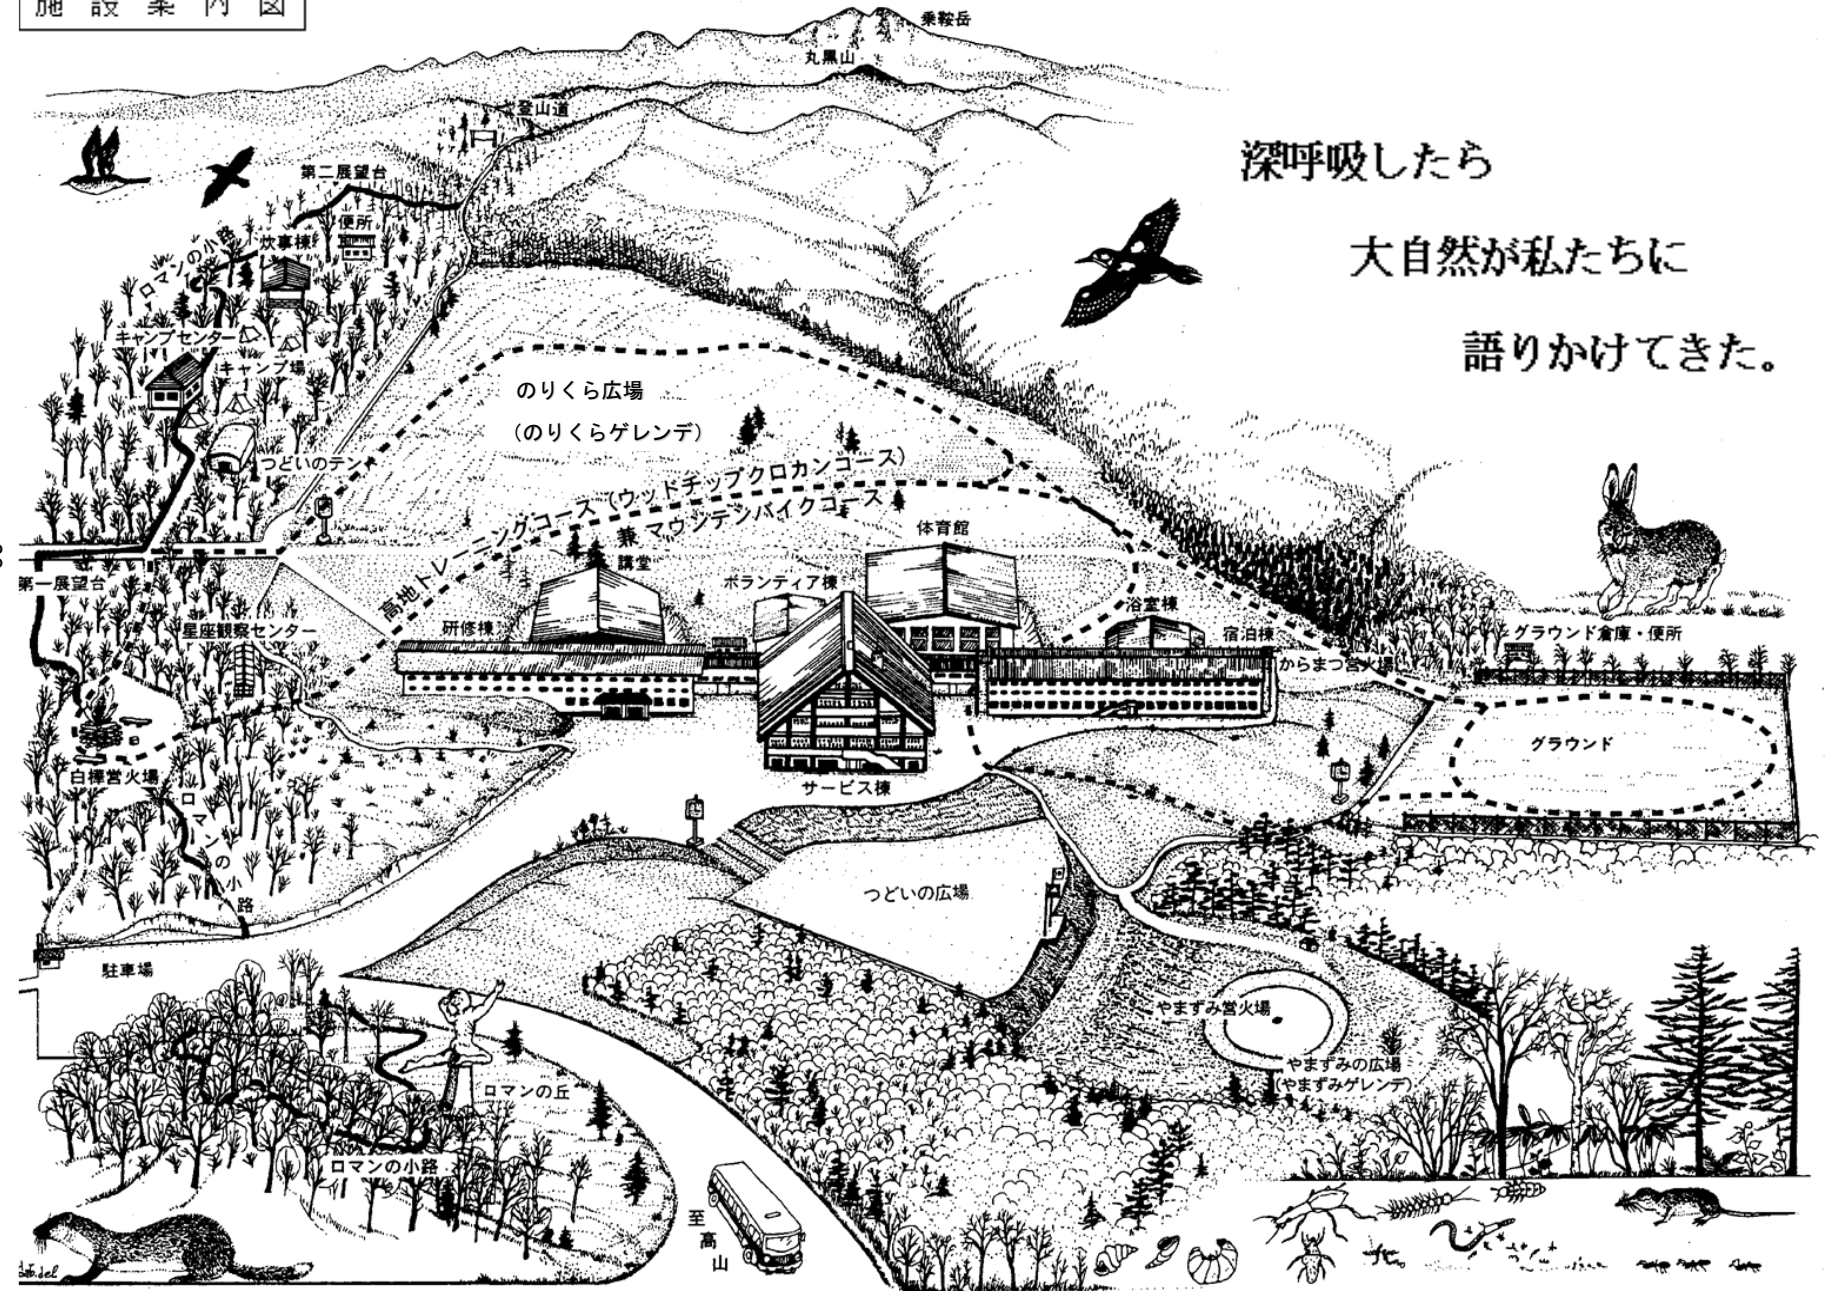 施設案内図
乗鞍岳
丸黒山
登山道
深呼吸したら
大自然が私たちに
語りかけてきた。
第二展望台
便所
炊事棟
ロマンの小路
キャンプセンター
キャンプ場
つどいのテント
のりくら広場
(のりくらゲレンデ)
高地トレーニングコース(ウッドチップクロカンコース)
兼 マウンテンバイクコース
体育館
講堂
ボランティア棟
第一展望台
星座観察センター
研修棟
浴室棟
宿泊棟
からまつ営火場
グラウンド倉庫・便所
グラウンド
白樺営火場
サービス棟
ロマンの小路
つどいの広場
駐車場
やまずみ営火場
やまずみの広場
(やまずみゲレンデ)
ロマンの丘
ロマンの小路
至高山